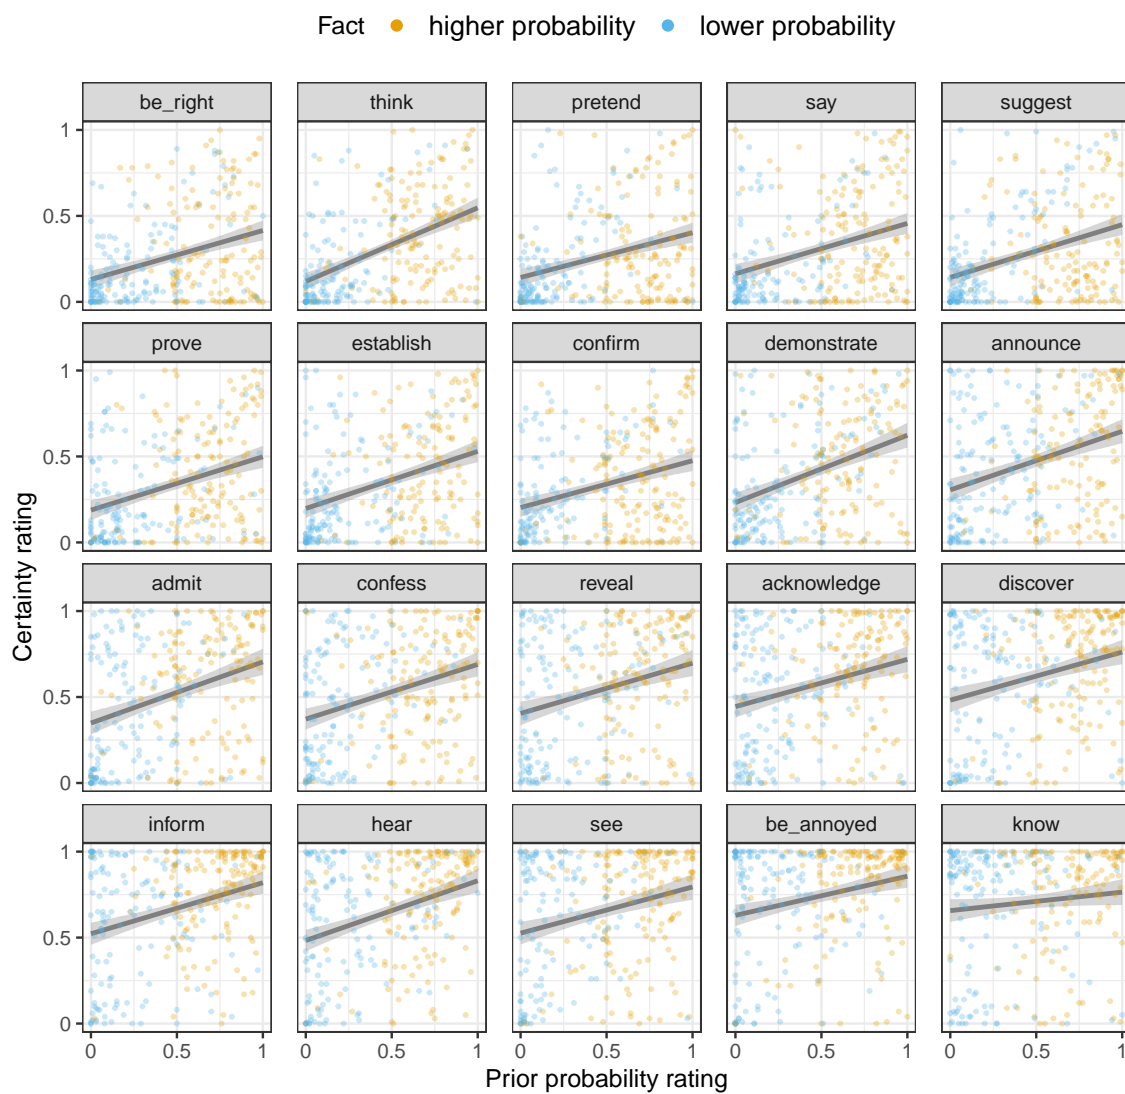 Fact higher probability lower probability
be_right think pretend say suggest
1
0.5
0
prove establish confirm demonstrate announce
1
0.5
0
admit confess reveal acknowledge discover
1
0.5
0
inform hear see be_annoyed know
1
0.5
0
0 0.5 1 0 0.5 1 0 0.5 1 0 0.5 1 0 0.5 1
Prior probability rating
Certainty rating